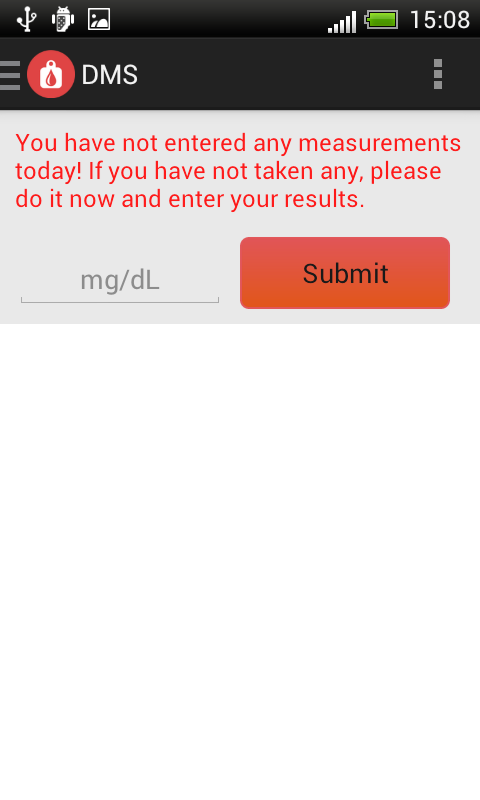 15:08
DMS
You have not entered any measurements
today! If you have not taken any, please
do it now and enter your results.
mg/dL
Submit